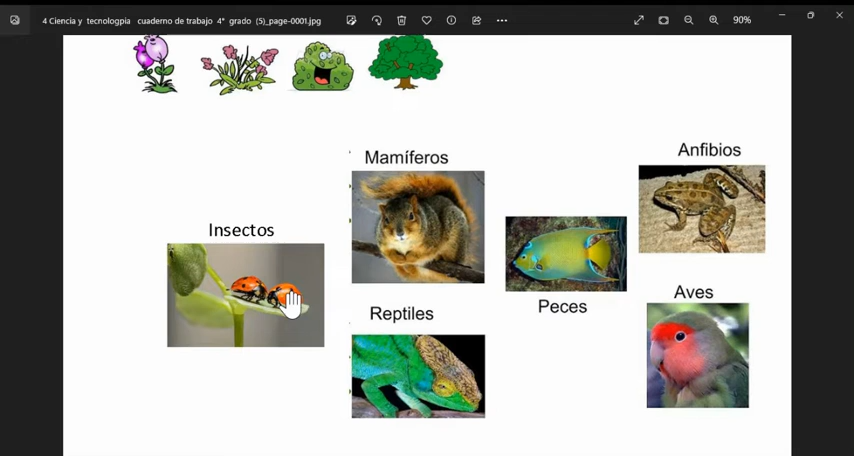 4 Ciencia y tecnologpia cuaderno de trabajo 4° grado (5)_page-0001.jpg
90%
Mamíferos
Anfibios
Insectos
Aves
Peces
Reptiles